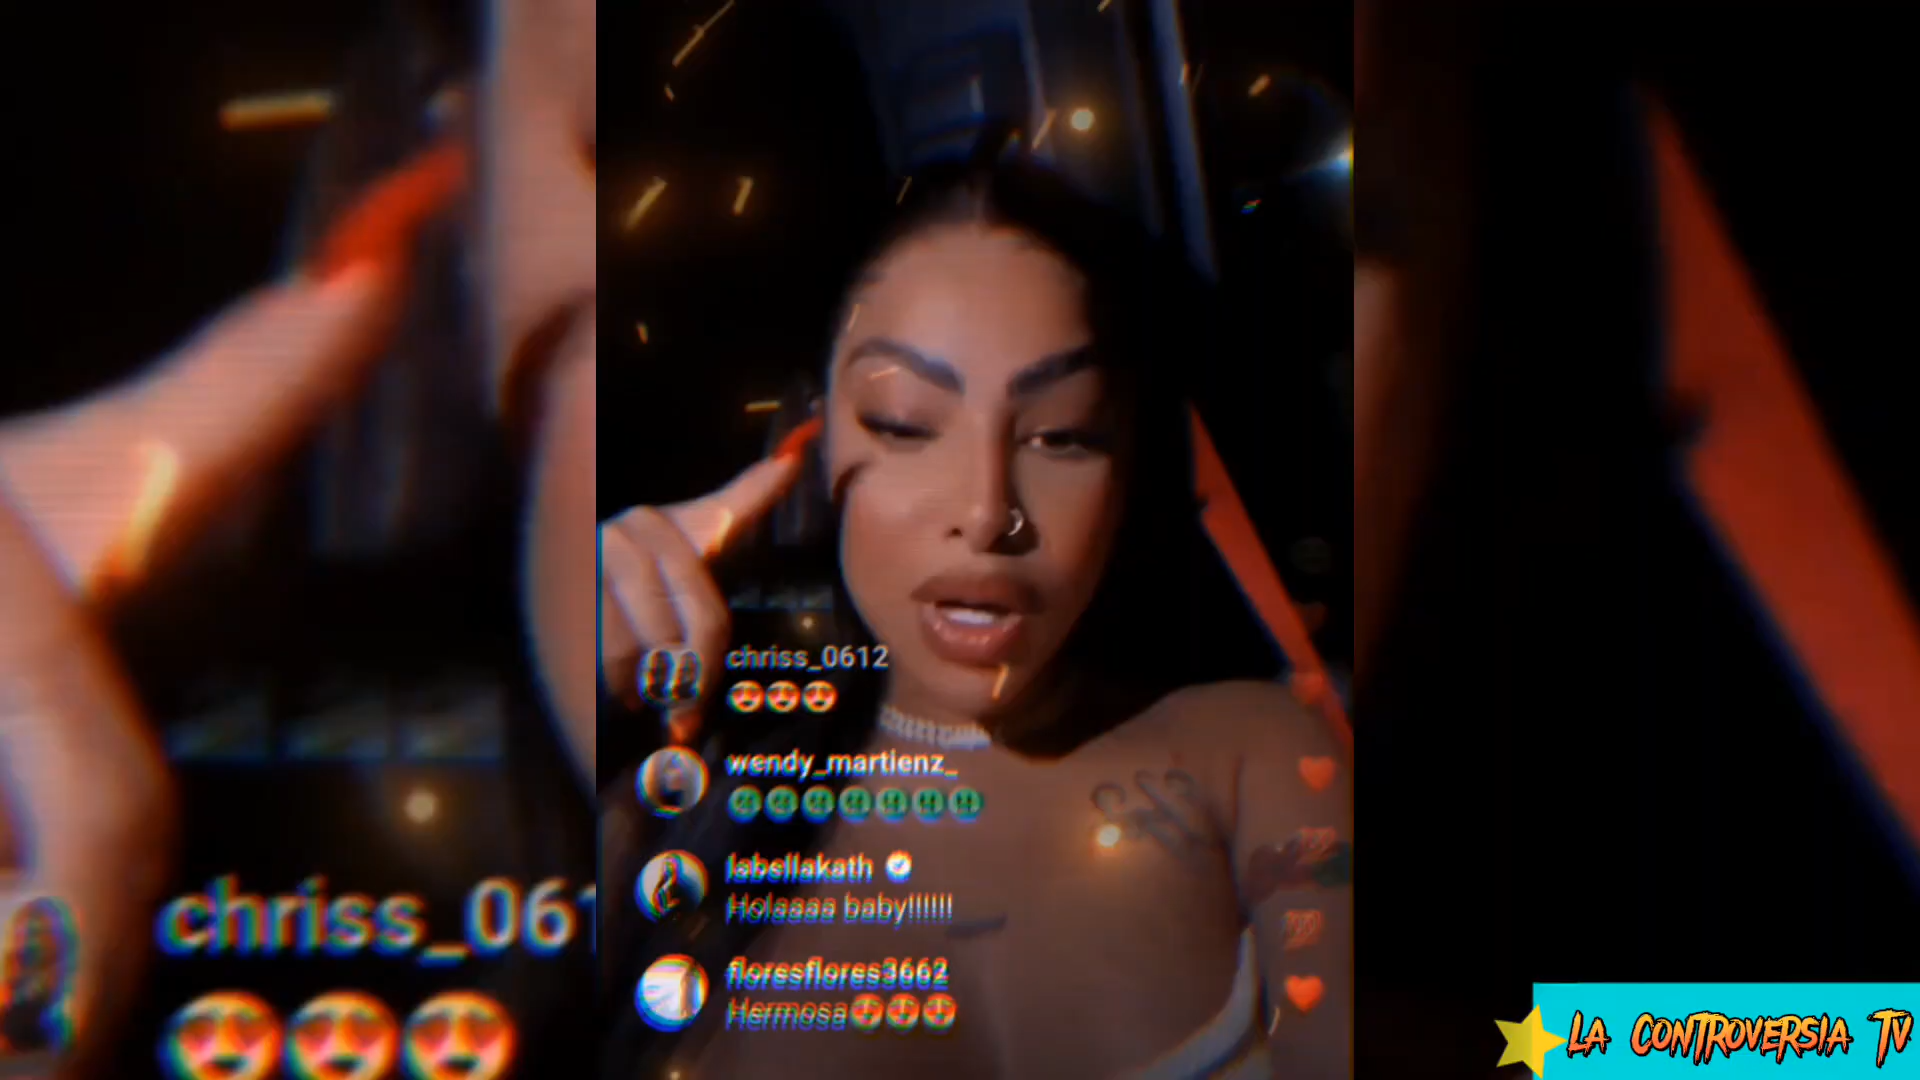 chriss_0612
😍😍😍
wendy_martienz_
labellakath
Holaaaa baby!!!!!!
floresflores3662
Hermosa😍😍😍
chriss_061
😍😍😍
LA CONTROVERSIA TV